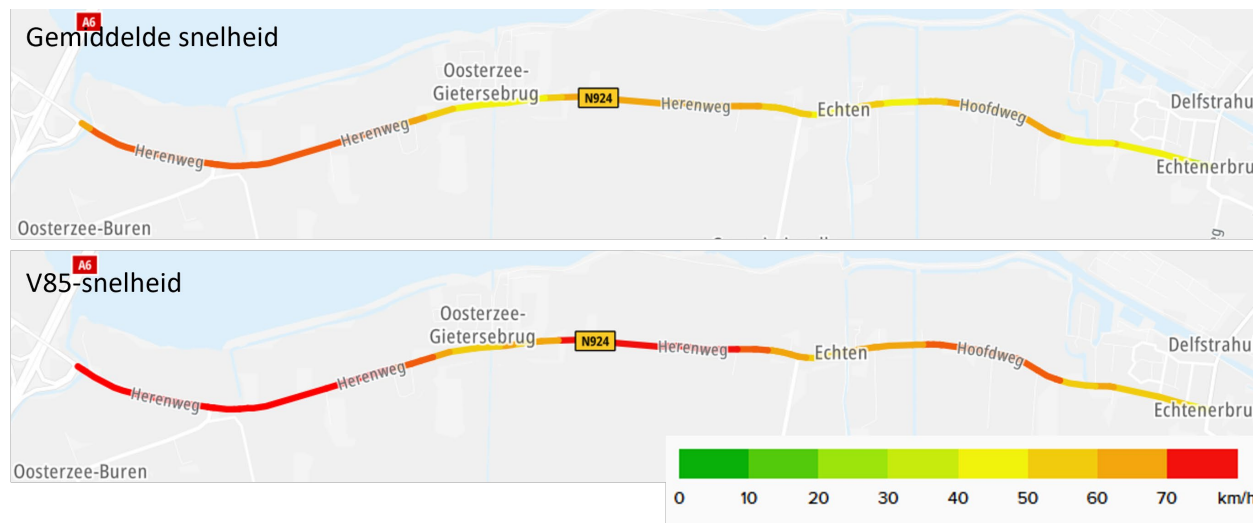 A6
Gemiddelde snelheid
Oosterzee-
Gietersebrug
N924
Herenweg
Echten
Hoofdweg
Delfstrahu
Herenweg
Herenweg
Echtenerbru
Oosterzee-Buren
A6
V85-snelheid
Oosterzee-
Gietersebrug
N924
Herenweg
Echten
Hoofdweg
Delfstrahu
Herenweg
Herenweg
Echtenerbru
Oosterzee-Buren
0 10 20 30 40 50 60 70 km/h